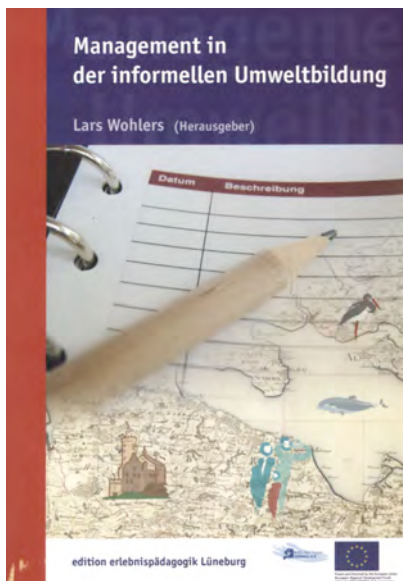 Management in
der informellen Umweltbildung
Lars Wohlers (Herausgeber)
Datum Beschreibung
edition erlebnispädagogik Lüneburg